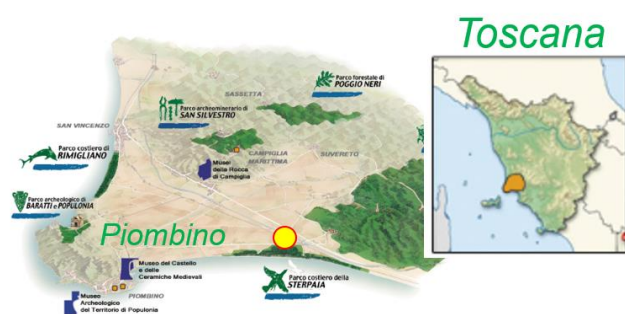 Toscana
Parco forestale di
POGGIO NERI
SASSETTA
Parco archeominerario di
SAN SILVESTRO
SAN VINCENZO
Parco costiero di
RIMIGLIANO
CAMPIGLIA
MARITTIMA
SUVERETO
Museo
della Rocca
di Campiglia
Parco archeologico di
BARATTI e POPULONIA
Piombino
Museo del Castello
e delle
Ceramiche Medievali
Parco costiero della
STERPAIA
Museo
Archeologico
del Territorio di Populonia
PIOMBINO